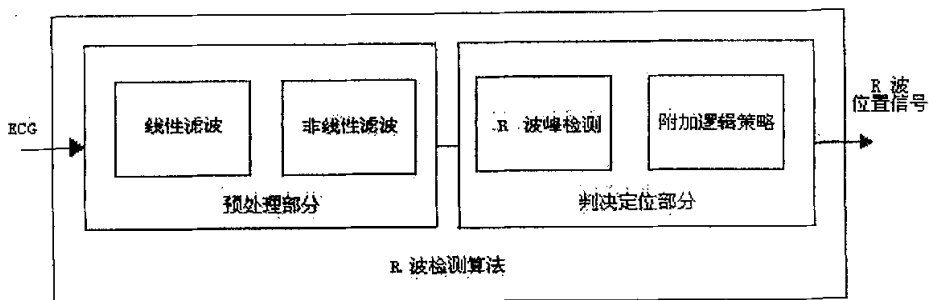 ECG
线性滤波
非线性滤波
预处理部分
R 波峰检测
附加逻辑策略
判决定位部分
R 波
位置信号
R 波检测算法